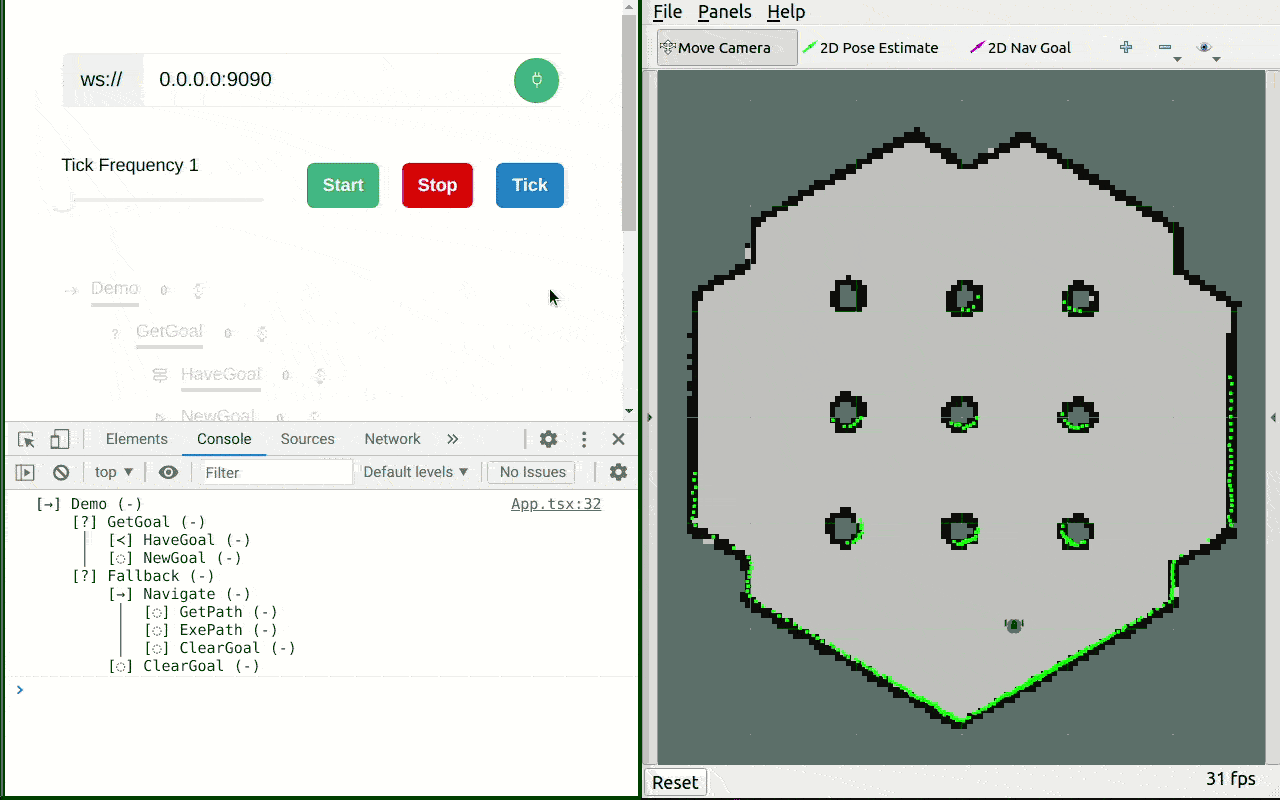 ws:// 0.0.0.0:9090
Tick Frequency 1
Start Stop Tick
Demo 0
? GetGoal 0
HaveGoal 0
NewGoal 0
Elements Console Sources Network
top ▼ Filter Default levels ▼ No Issues
[→] Demo (-) App.tsx:32
[?] GetGoal (-)
[<] HaveGoal (-)
[◌] NewGoal (-)
[?] Fallback (-)
[→] Navigate (-)
[◌] GetPath (-)
[◌] ExePath (-)
[◌] ClearGoal (-)
[◌] ClearGoal (-)
File Panels Help
Move Camera 2D Pose Estimate 2D Nav Goal
Reset 31 fps